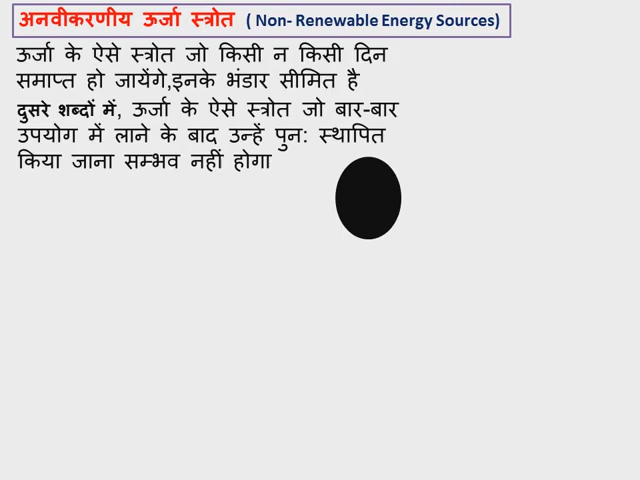 अनवीकरणीय ऊर्जा स्त्रोत ( Non- Renewable Energy Sources)
ऊर्जा के ऐसे स्त्रोत जो किसी न किसी दिन
समाप्त हो जायेंगे,इनके भंडार सीमित है
दुसरे शब्दों में, ऊर्जा के ऐसे स्त्रोत जो बार-बार
उपयोग में लाने के बाद उन्हें पुन: स्थापित
किया जाना सम्भव नहीं होगा